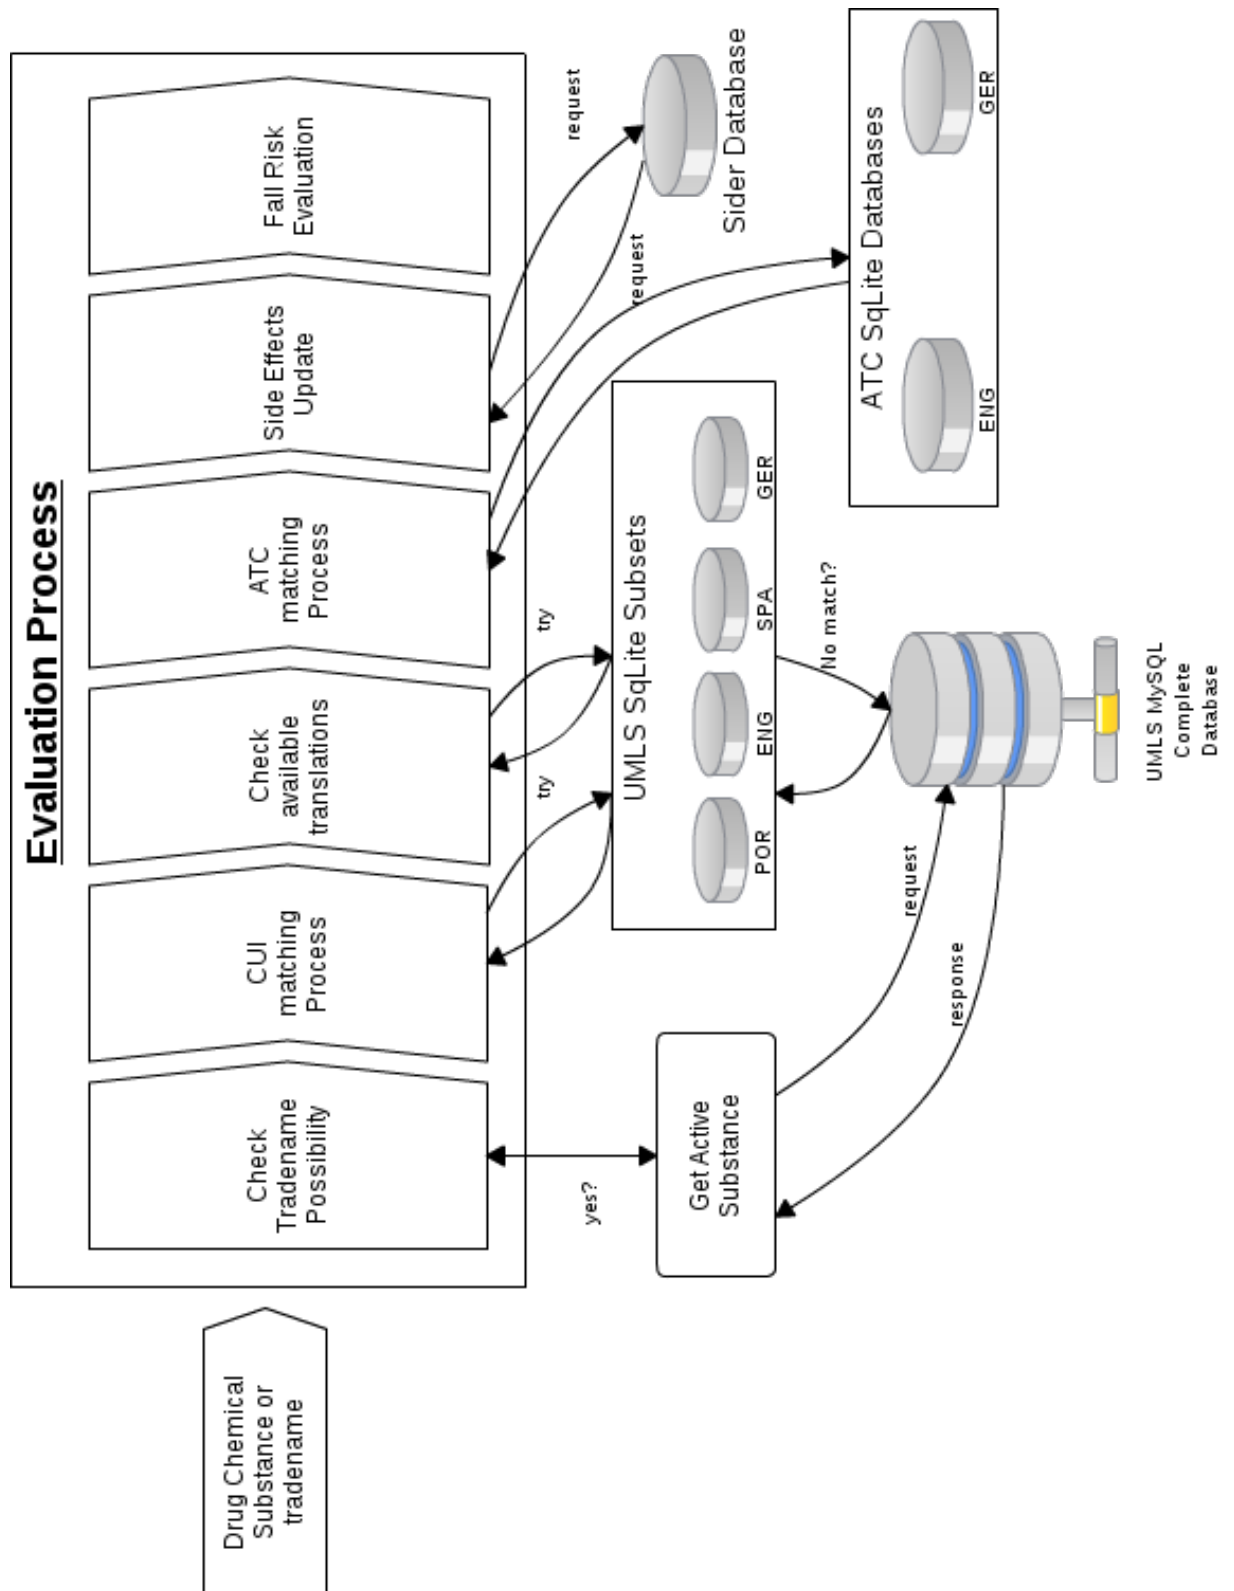 Evaluation Process
Drug Chemical
Substance or
tradename
Check
Tradename
Possibility
CUI
matching
Process
Check
available
translations
ATC
matching
Process
Side Effects
Update
Fall Risk
Evaluation
yes?
try
try
request
request
Get Active
Substance
UMLS SqLite Subsets
POR
ENG
SPA
GER
Sider Database
ATC SqLite Databases
ENG
GER
No match?
request
response
UMLS MySQL
Complete
Database